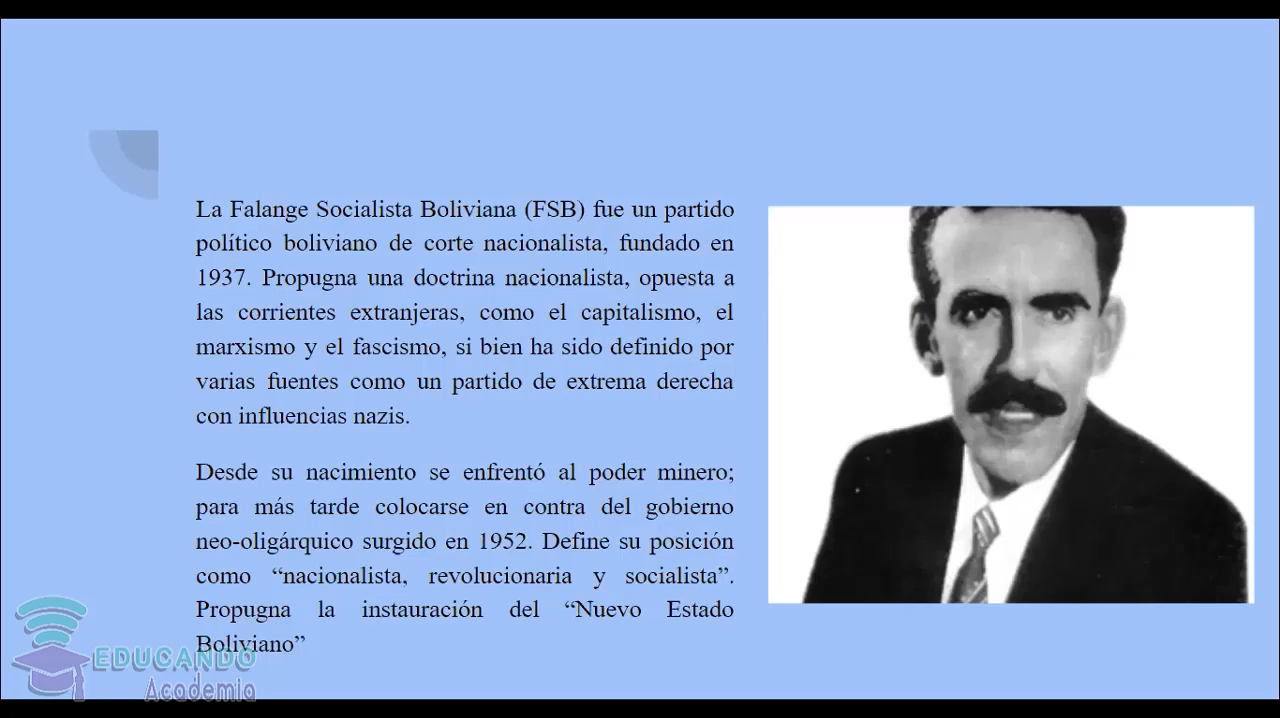 La Falange Socialista Boliviana (FSB) fue un partido
político boliviano de corte nacionalista, fundado en
1937. Propugna una doctrina nacionalista, opuesta a
las corrientes extranjeras, como el capitalismo, el
marxismo y el fascismo, si bien ha sido definido por
varias fuentes como un partido de extrema derecha
con influencias nazis.
Desde su nacimiento se enfrentó al poder minero;
para más tarde colocarse en contra del gobierno
neo-oligárquico surgido en 1952. Define su posición
como “nacionalista, revolucionaria y socialista”.
Propugna la instauración del “Nuevo Estado
Boliviano”
EDUCANDO
Academia